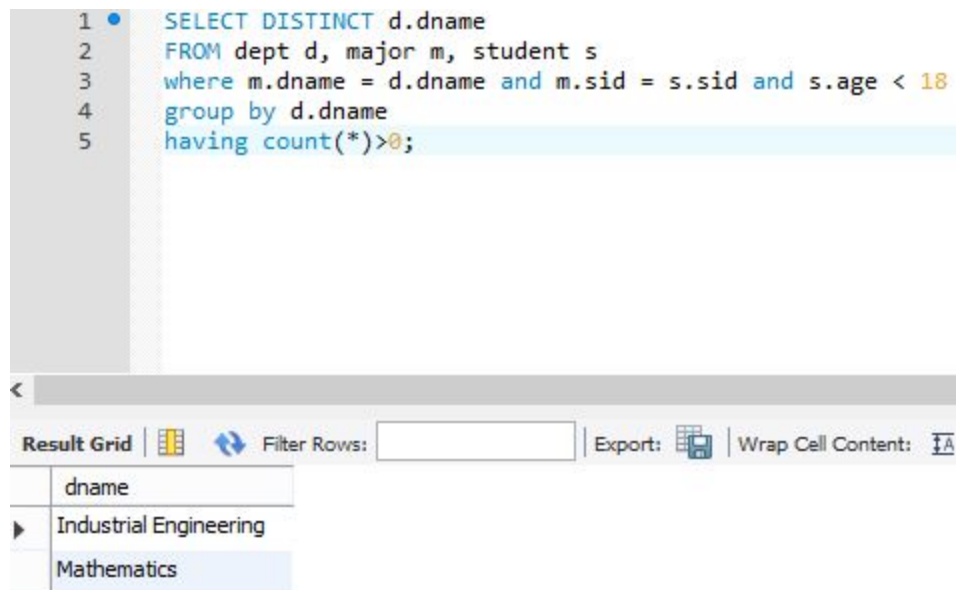 1 SELECT DISTINCT d.dname
2 FROM dept d, major m, student s
3 where m.dname = d.dname and m.sid = s.sid and s.age < 18
4 group by d.dname
5 having count(*)>0;
Result Grid Filter Rows: Export: Wrap Cell Content:
dname
Industrial Engineering
Mathematics